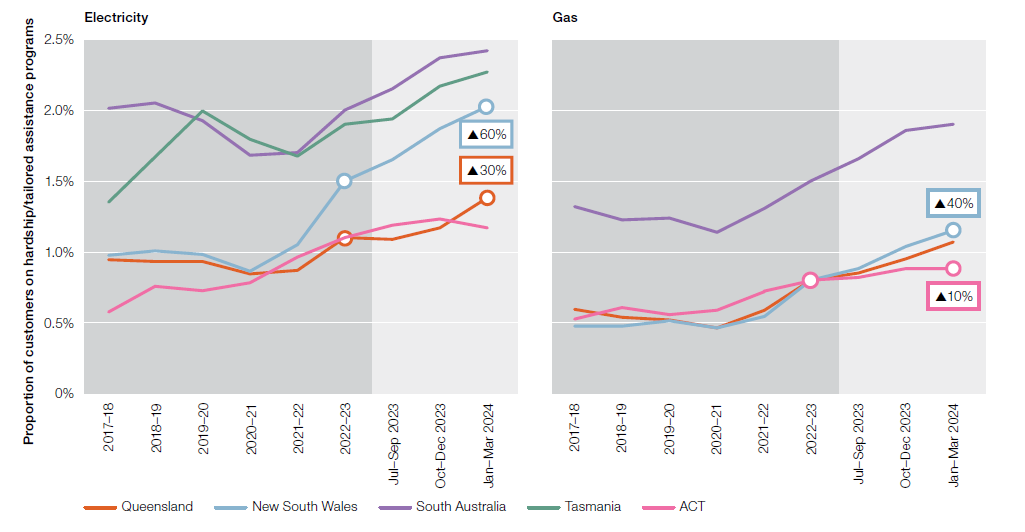 Electricity
Gas
Proportion of customers on hardship/tailored assistance programs
2.5%
2.0%
1.5%
1.0%
0.5%
0%
▲60%
▲30%
▲40%
▲10%
2017–18
2018–19
2019–20
2020–21
2021–22
2022–23
Jul–Sep 2023
Oct–Dec 2023
Jan–Mar 2024
2017–18
2018–19
2019–20
2020–21
2021–22
2022–23
Jul–Sep 2023
Oct–Dec 2023
Jan–Mar 2024
Queensland
New South Wales
South Australia
Tasmania
ACT